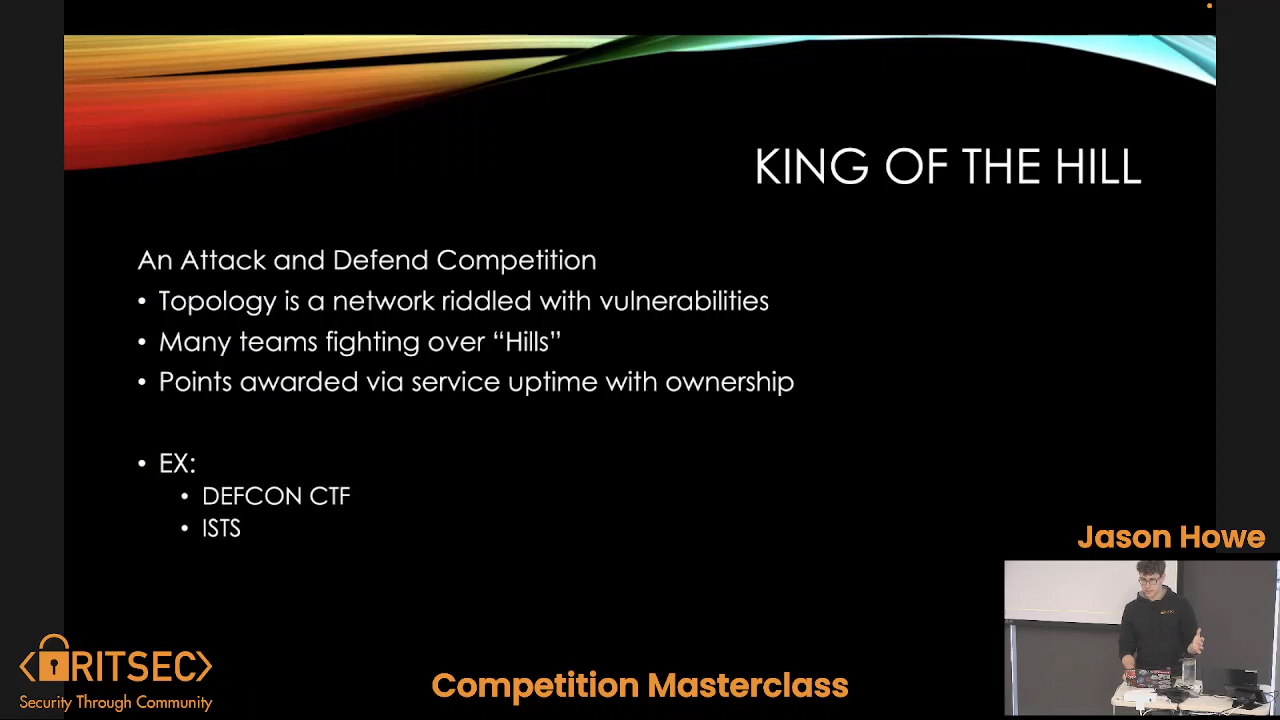 KING OF THE HILL
An Attack and Defend Competition
• Topology is a network riddled with vulnerabilities
• Many teams fighting over “Hills”
• Points awarded via service uptime with ownership
• EX:
• DEFCON CTF
• ISTS
Jason Howe
<RITSEC>
Security Through Community
Competition Masterclass